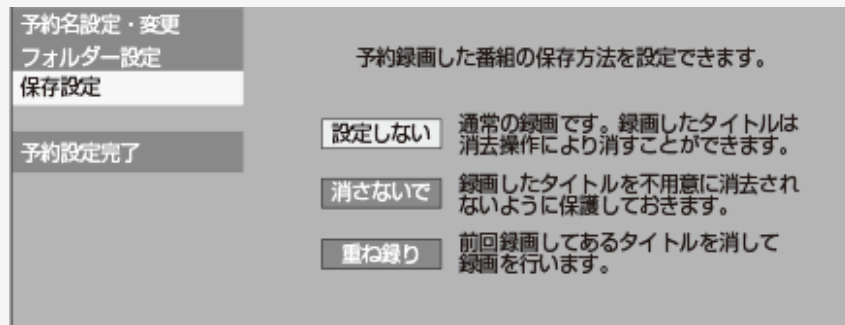 予約名設定・変更
フォルダー設定
保存設定
予約設定完了
予約録画した番組の保存方法を設定できます。
設定しない
通常の録画です。録画したタイトルは
消去操作により消すことができます。
消さないで
録画したタイトルを不用意に消去され
ないように保護しておきます。
重ね録り
前回録画してあるタイトルを消して
録画を行います。